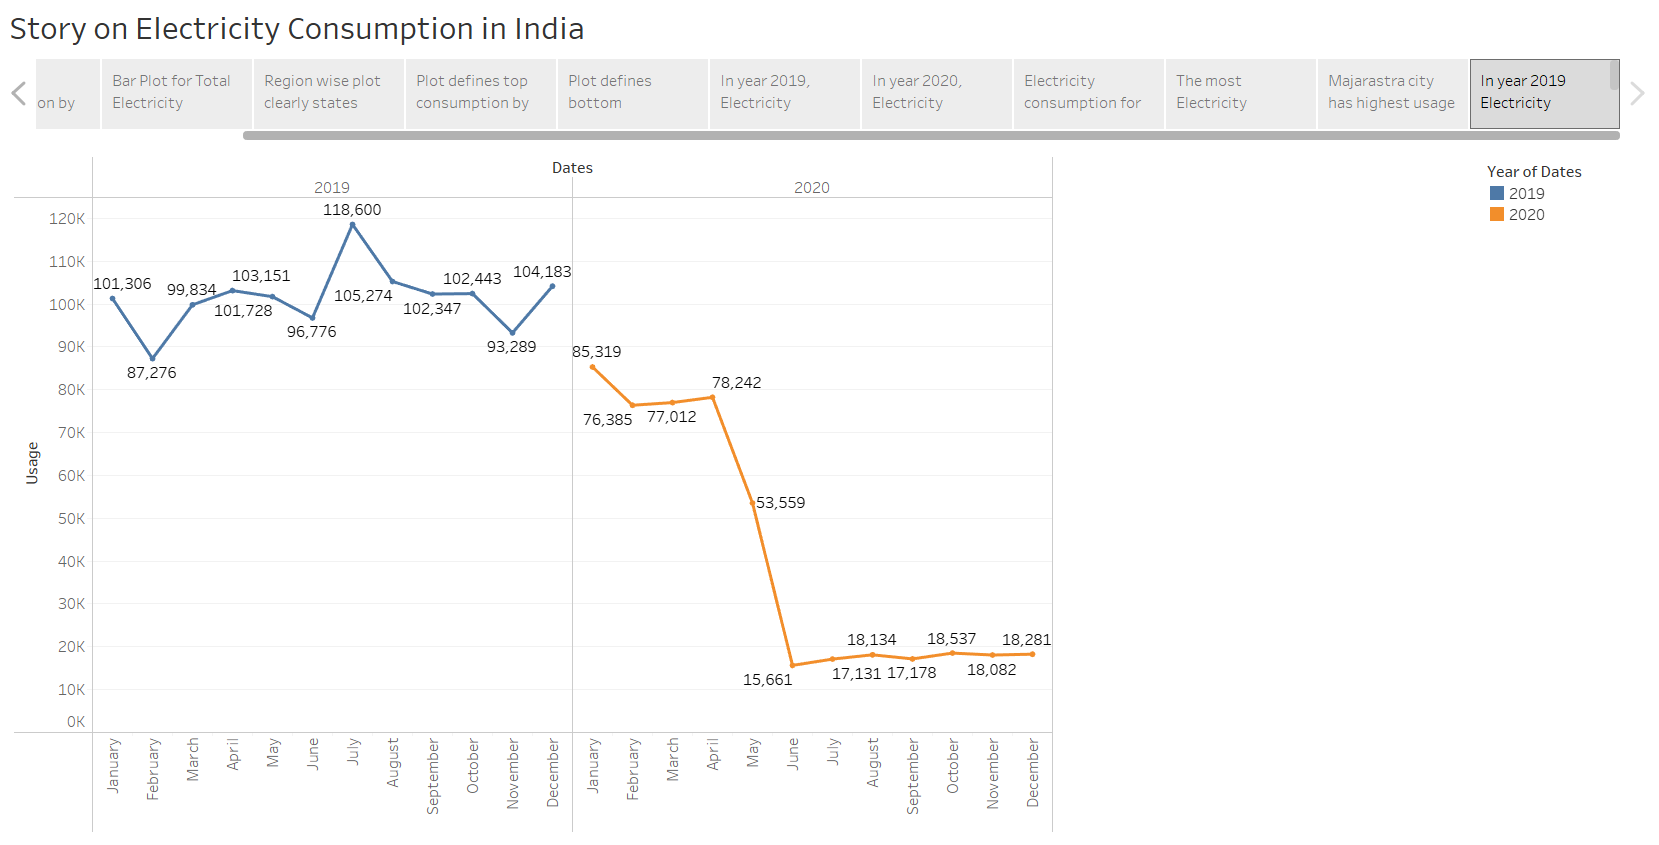 Story on Electricity Consumption in India
on by
Bar Plot for Total
Electricity
Region wise plot
clearly states
Plot defines top
consumption by
Plot defines
bottom
In year 2019,
Electricity
In year 2020,
Electricity
Electricity
consumption for
The most
Electricity
Majarastra city
has highest usage
In year 2019
Electricity
Dates
2019
2020
Usage
120K
110K
100K
90K
80K
70K
60K
50K
40K
30K
20K
10K
0K
101,306
87,276
99,834
103,151
101,728
96,776
118,600
105,274
102,347
102,443
93,289
104,183
85,319
76,385
77,012
78,242
53,559
15,661
17,131
18,134
17,178
18,537
18,082
18,281
January
February
March
April
May
June
July
August
September
October
November
December
January
February
March
April
May
June
July
August
September
October
November
December
Year of Dates
2019
2020